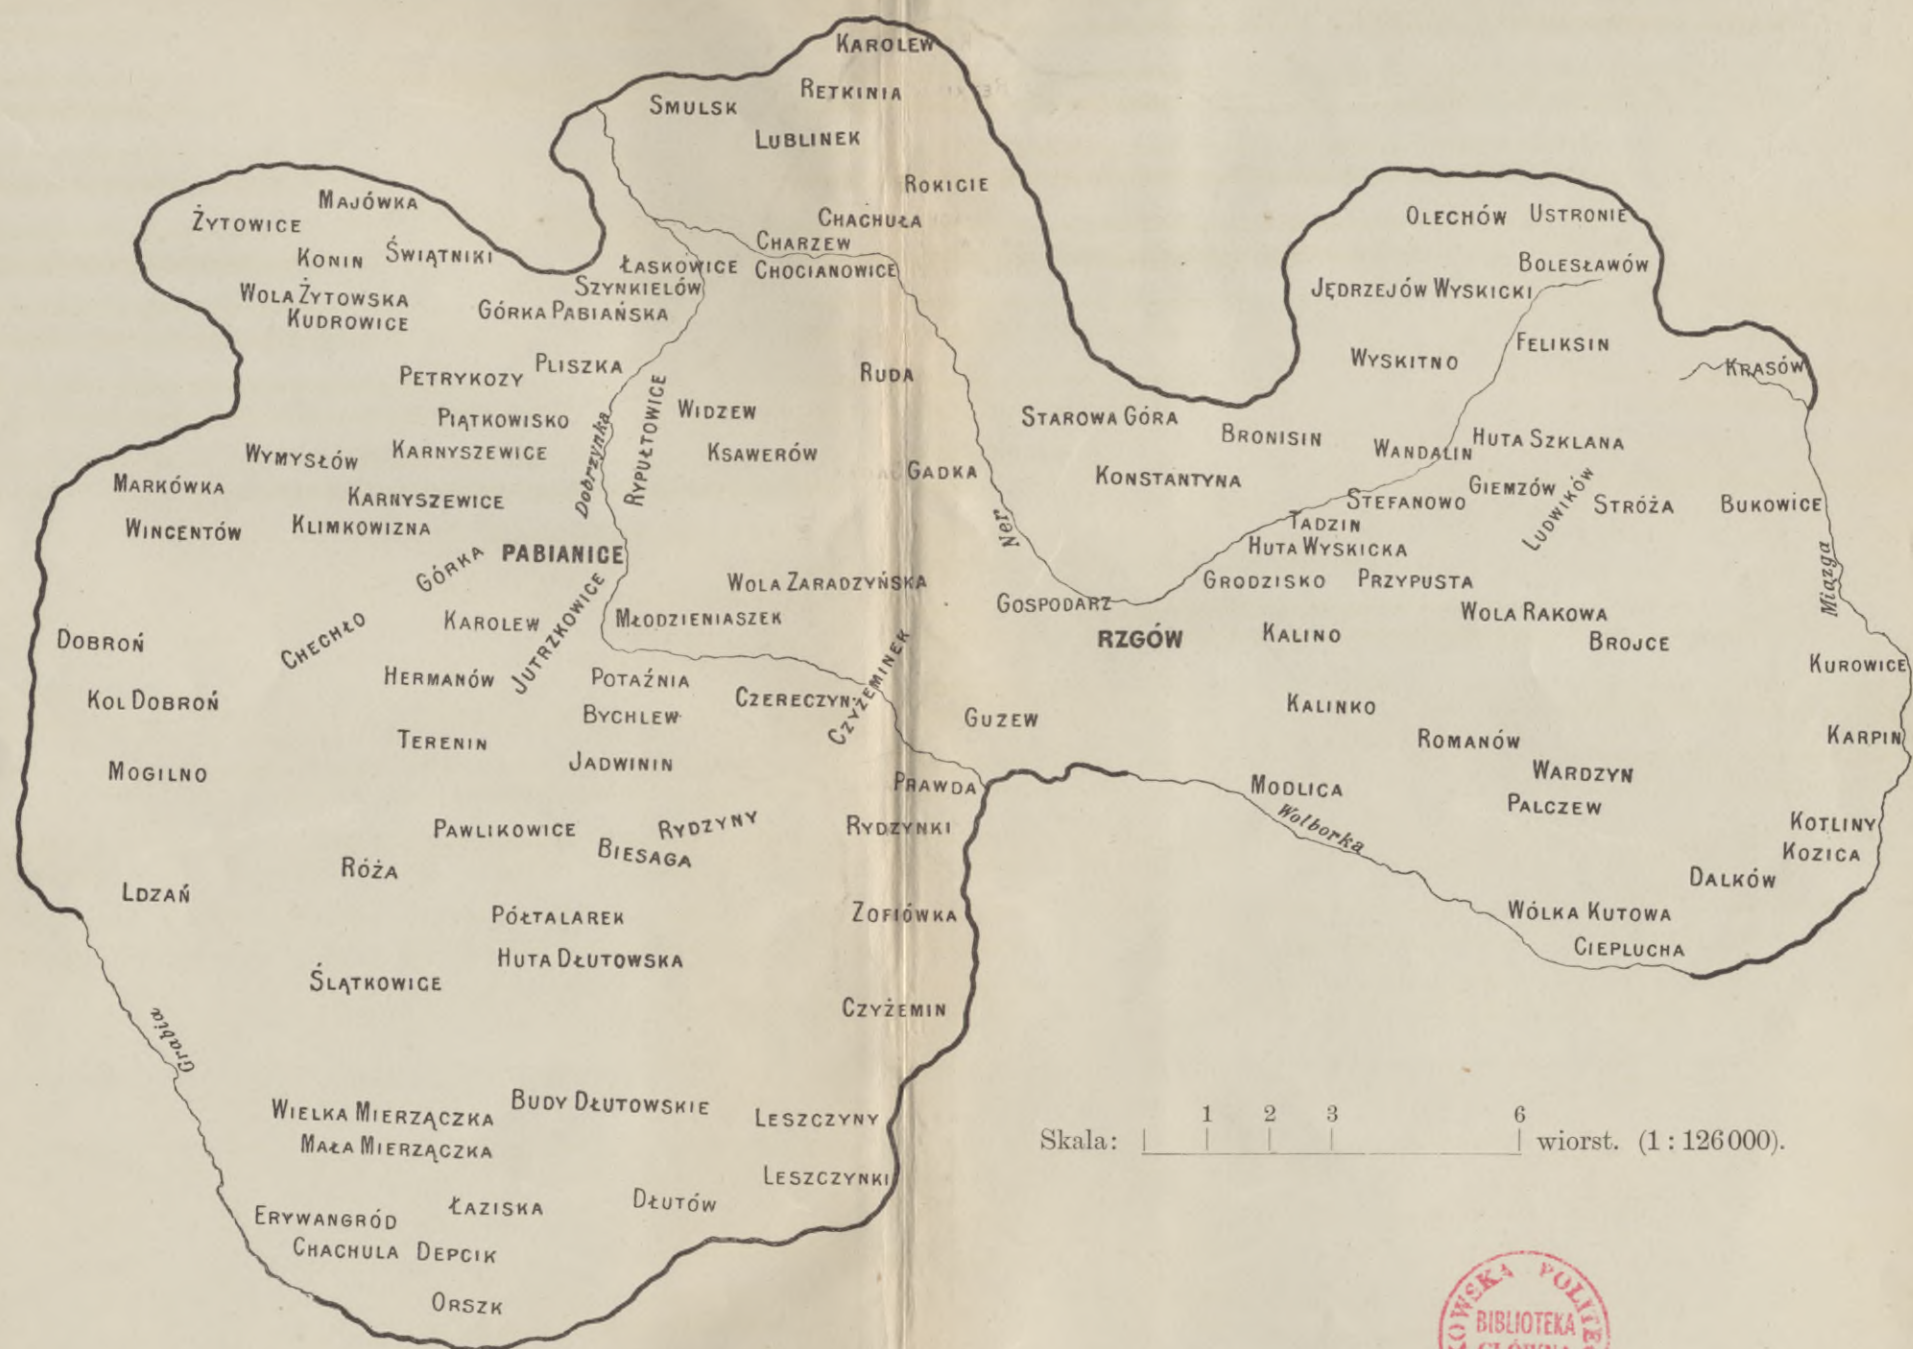 KAROLEW
RETKINIA
SMULSK
LUBLINEK
ROKICIE
CHACHUŁA
CHARZEW
CHOCIANOWICE
ŁASKOWICE
SZYNKIELÓW
GÓRKA PABIAŃSKA
MAJÓWKA
ŻYTOWICE
KONIN
ŚWIĄTNIKI
WOLA ŻYTOWSKA
KUDROWICE
PLISZKA
PETRYKOZY
PIĄTKOWISKO
KARNYSZEWICE
WYMYSŁÓW
MARKÓWKA
KARNYSZEWICE
WINCENTÓW
KLIMKOWIZNA
Dobrzynka
RYPUŁTOWICE
WIDZEW
KSAWERÓW
RUDA
GADKA
Ner
STAROWA GÓRA
BRONISIN
KONSTANTYNA
OLECHÓW
USTRONIE
BOLESŁAWÓW
JĘDRZEJÓW WYSKICKI
FELIKSIN
WYSKITNO
KRASÓW
WANDALIN
HUTA SZKLANA
GIEMZÓW
STEFANOWO
LUDWIKÓW
STRÓŻA
BUKOWICE
TADZIN
HUTA WYSKICKA
GRODZISKO
PRZYPUSTA
Miazga
WOLA RAKOWA
BROJCE
KUROWICE
GOSPODARZ
RZGÓW
KALINO
KALINKO
ROMANÓW
KARPIN
WARDZYN
PALCZEW
MODLICA
Wolborka
KOTLINY
KOZICA
DALKÓW
WÓLKA KUTOWA
CIEPLUCHA
GÓRKA
PABIANICE
WOLA ZARADZYŃSKA
KAROLEW
JUTRZKOWICE
MŁODZIENIASZEK
CHECHŁO
DOBROŃ
HERMANÓW
POTAŹNIA
CZERECZYN
CZYŻEMINEK
GUZEW
KOL DOBROŃ
BYCHLEW
TERENIN
JADWININ
MOGILNO
PRAWDA
PAWLIKOWICE
RYDZYNY
RYDZYNKI
BIESAGA
RÓŻA
LDZAŃ
PÓŁTALAREK
ZOFIÓWKA
HUTA DŁUTOWSKA
ŚLĄTKOWICE
CZYŻEMIN
Grabia
WIELKA MIERZĄCZKA
BUDY DŁUTOWSKIE
LESZCZYNY
MAŁA MIERZĄCZKA
LESZCZYNKI
ŁAZISKA
DŁUTÓW
ERYWANGRÓD
CHACHULA
DEPCIK
ORSZK
1 2 3 6
Skala: wiorst. (1 : 126000).
BIBLIOTEKA
GŁÓWNA